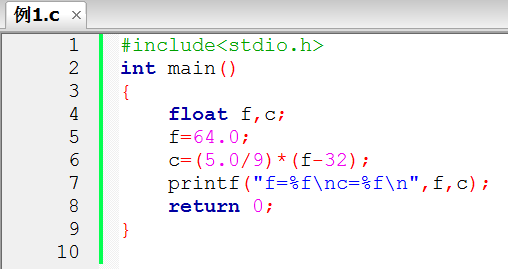 例1.c ×
1 #include<stdio.h>
2 int main()
3 {
4     float f,c;
5     f=64.0;
6     c=(5.0/9)*(f-32);
7     printf("f=%f\nc=%f\n",f,c);
8     return 0;
9 }
10